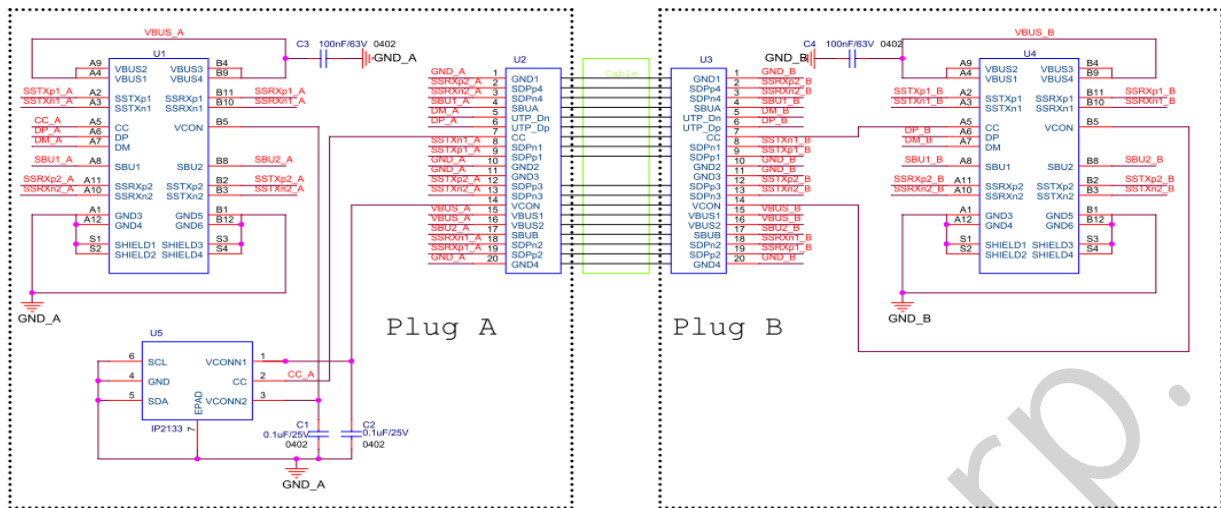 VBUS_A
C3 100nF/63V 0402
GND_A
U1
A9 VBUS2 VBUS3 B4
A4 VBUS1 VBUS4 B9
SSTXp1_A A2 SSTXp1 SSRXp1 B11 SSRXp1_A
SSTXn1_A A3 SSTXn1 SSRXn1 B10 SSRXn1_A
CC_A A5 CC VCON B5
DP_A A6 DP
DM_A A7 DM
SBU1_A A8 SBU1 SBU2 B8 SBU2_A
SSRXp2_A A11 SSRXp2 SSTXp2 B2 SSTXp2_A
SSRXn2_A A10 SSRXn2 SSTXn2 B3 SSTXn2_A
A1 GND3 GND5 B1
A12 GND4 GND6 B12
S1 SHIELD1 SHIELD3 S3
S2 SHIELD2 SHIELD4 S4
GND_A
U5
6 SCL VCONN1 1
4 GND CC 2 CC_A
5 SDA VCONN2 3
EPAD
IP2133 7
C1 0.1uF/25V 0402
C2 0.1uF/25V 0402
GND_A
Plug A
U2
GND_A 1 GND1
SSRXp2_A 2 SDPp4
SSRXn2_A 3 SDPn4
SBU1_A 4 SBUA
DM_A 5 UTP_Dn
DP_A 6 UTP_Dp
7 CC
SSTXn1_A 8 SDPn1
SSTXp1_A 9 SDPp1
GND_A 10 GND2
GND_A 11 GND3
SSTXp2_A 12 SDPp3
SSTXn2_A 13 SDPn3
14 VCON
VBUS_A 15 VBUS1
VBUS_A 16 VBUS2
SBU2_A 17 SBUB
SSRXn1_A 18 SDPn2
SSRXp1_A 19 SDPp2
GND_A 20 GND4
Cable
U3
GND1 1 GND_B
SDPp4 2 SSRXp2_B
SDPn4 3 SSRXn2_B
SBUA 4 SBU1_B
UTP_Dn 5 DM_B
UTP_Dp 6 DP_B
CC 7
SDPn1 8 SSTXn1_B
SDPp1 9 SSTXp1_B
GND2 10 GND_B
GND3 11 GND_B
SDPp3 12 SSTXp2_B
SDPn3 13 SSTXn2_B
VCON 14
VBUS1 15 VBUS_B
VBUS2 16 VBUS_B
SBUB 17 SBU2_B
SDPn2 18 SSRXn1_B
SDPp2 19 SSRXp1_B
GND4 20 GND_B
Plug B
VBUS_B
C4 100nF/63V 0402
GND_B
U4
A9 VBUS2 VBUS3 B4
A4 VBUS1 VBUS4 B9
SSTXp1_B A2 SSTXp1 SSRXp1 B11 SSRXp1_B
SSTXn1_B A3 SSTXn1 SSRXn1 B10 SSRXn1_B
A5 CC VCON B5
DP_B A6 DP
DM_B A7 DM
SBU1_B A8 SBU1 SBU2 B8 SBU2_B
SSRXp2_B A11 SSRXp2 SSTXp2 B2 SSTXp2_B
SSRXn2_B A10 SSRXn2 SSTXn2 B3 SSTXn2_B
A1 GND3 GND5 B1
A12 GND4 GND6 B12
S1 SHIELD1 SHIELD3 S3
S2 SHIELD2 SHIELD4 S4
GND_B
rp.